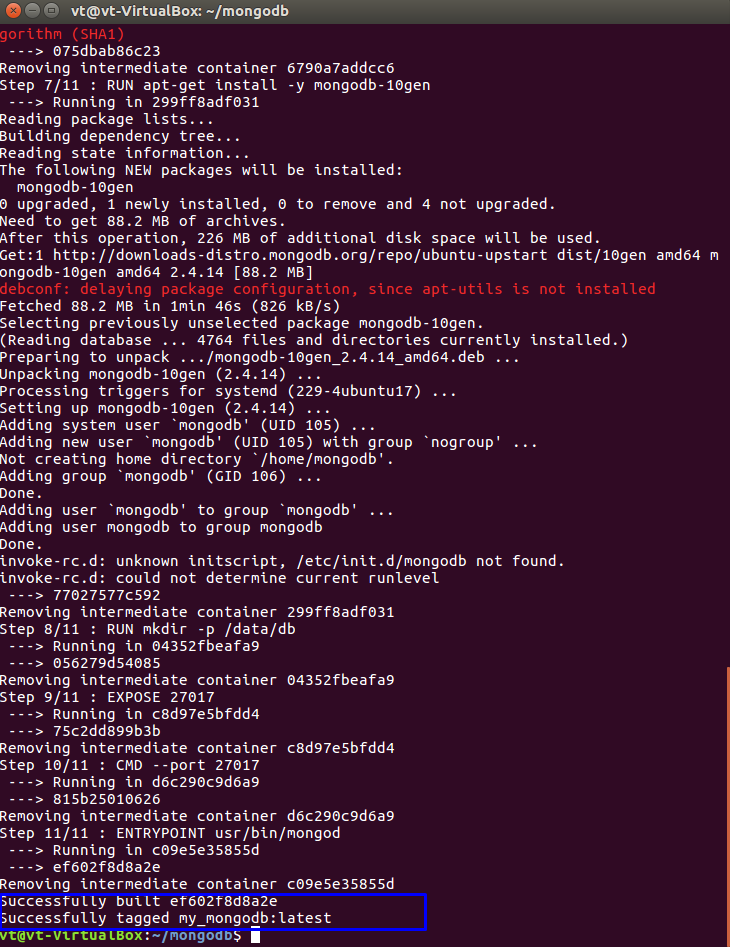 vt@vt-VirtualBox: ~/mongodb
gorithm (SHA1)
 ---> 075dbab86c23
Removing intermediate container 6790a7addcc6
Step 7/11 : RUN apt-get install -y mongodb-10gen
 ---> Running in 299ff8adf031
Reading package lists...
Building dependency tree...
Reading state information...
The following NEW packages will be installed:
  mongodb-10gen
0 upgraded, 1 newly installed, 0 to remove and 4 not upgraded.
Need to get 88.2 MB of archives.
After this operation, 226 MB of additional disk space will be used.
Get:1 http://downloads-distro.mongodb.org/repo/ubuntu-upstart dist/10gen amd64 m
ongodb-10gen amd64 2.4.14 [88.2 MB]
debconf: delaying package configuration, since apt-utils is not installed
Fetched 88.2 MB in 1min 46s (826 kB/s)
Selecting previously unselected package mongodb-10gen.
(Reading database ... 4764 files and directories currently installed.)
Preparing to unpack .../mongodb-10gen_2.4.14_amd64.deb ...
Unpacking mongodb-10gen (2.4.14) ...
Processing triggers for systemd (229-4ubuntu17) ...
Setting up mongodb-10gen (2.4.14) ...
Adding system user `mongodb' (UID 105) ...
Adding new user `mongodb' (UID 105) with group `nogroup' ...
Not creating home directory `/home/mongodb'.
Adding group `mongodb' (GID 106) ...
Done.
Adding user `mongodb' to group `mongodb' ...
Adding user mongodb to group mongodb
Done.
invoke-rc.d: unknown initscript, /etc/init.d/mongodb not found.
invoke-rc.d: could not determine current runlevel
 ---> 77027577c592
Removing intermediate container 299ff8adf031
Step 8/11 : RUN mkdir -p /data/db
 ---> Running in 04352fbeafa9
 ---> 056279d54085
Removing intermediate container 04352fbeafa9
Step 9/11 : EXPOSE 27017
 ---> Running in c8d97e5bfdd4
 ---> 75c2dd899b3b
Removing intermediate container c8d97e5bfdd4
Step 10/11 : CMD --port 27017
 ---> Running in d6c290c9d6a9
 ---> 815b25010626
Removing intermediate container d6c290c9d6a9
Step 11/11 : ENTRYPOINT usr/bin/mongod
 ---> Running in c09e5e35855d
 ---> ef602f8d8a2e
Removing intermediate container c09e5e35855d
Successfully built ef602f8d8a2e
Successfully tagged my_mongodb:latest
vt@vt-VirtualBox:~/mongodb$